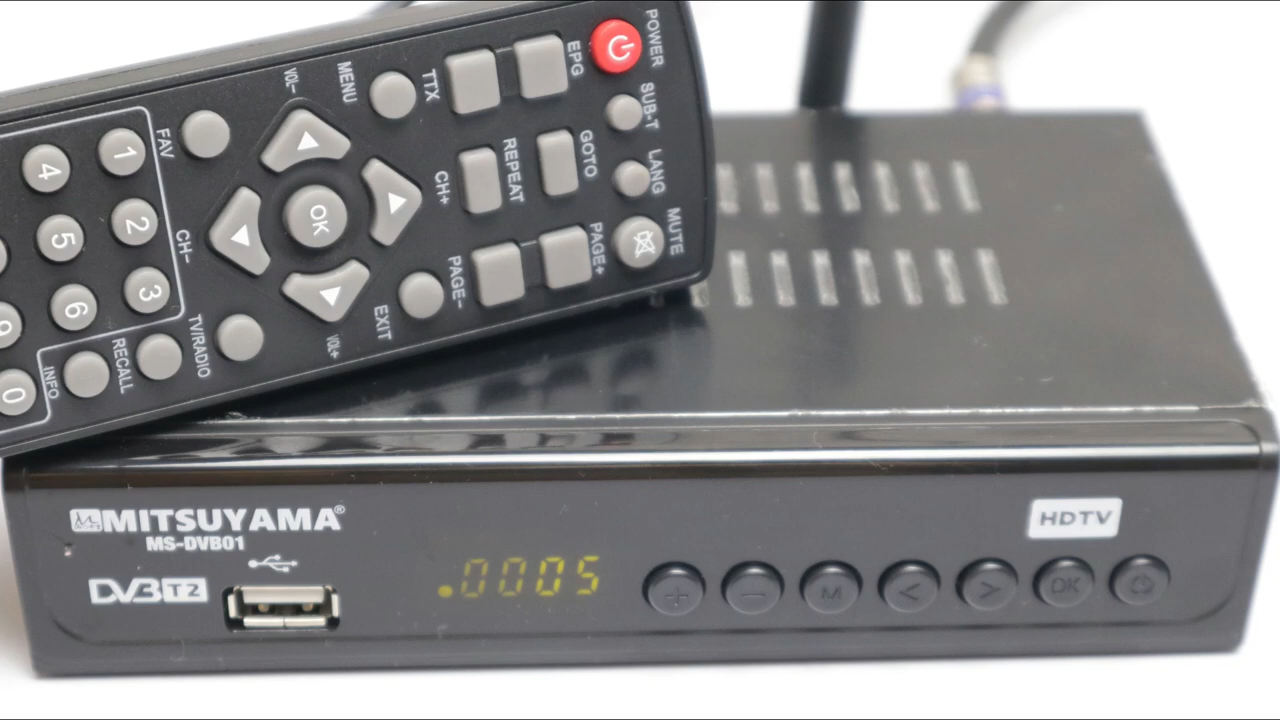 POWER
EPG
TTX
MENU
VOL-
SUB-T
GOTO
REPEAT
CH+
OK
FAV
1
4
LANG
2
5
CH-
MUTE
PAGE+
PAGE-
EXIT
VOL+
3
6
9
TV/RADIO
RECALL
INFO
0
MITSUYAMA®
MS-DVB01
DVB T2
.0005
HDTV
+ − M < > OK